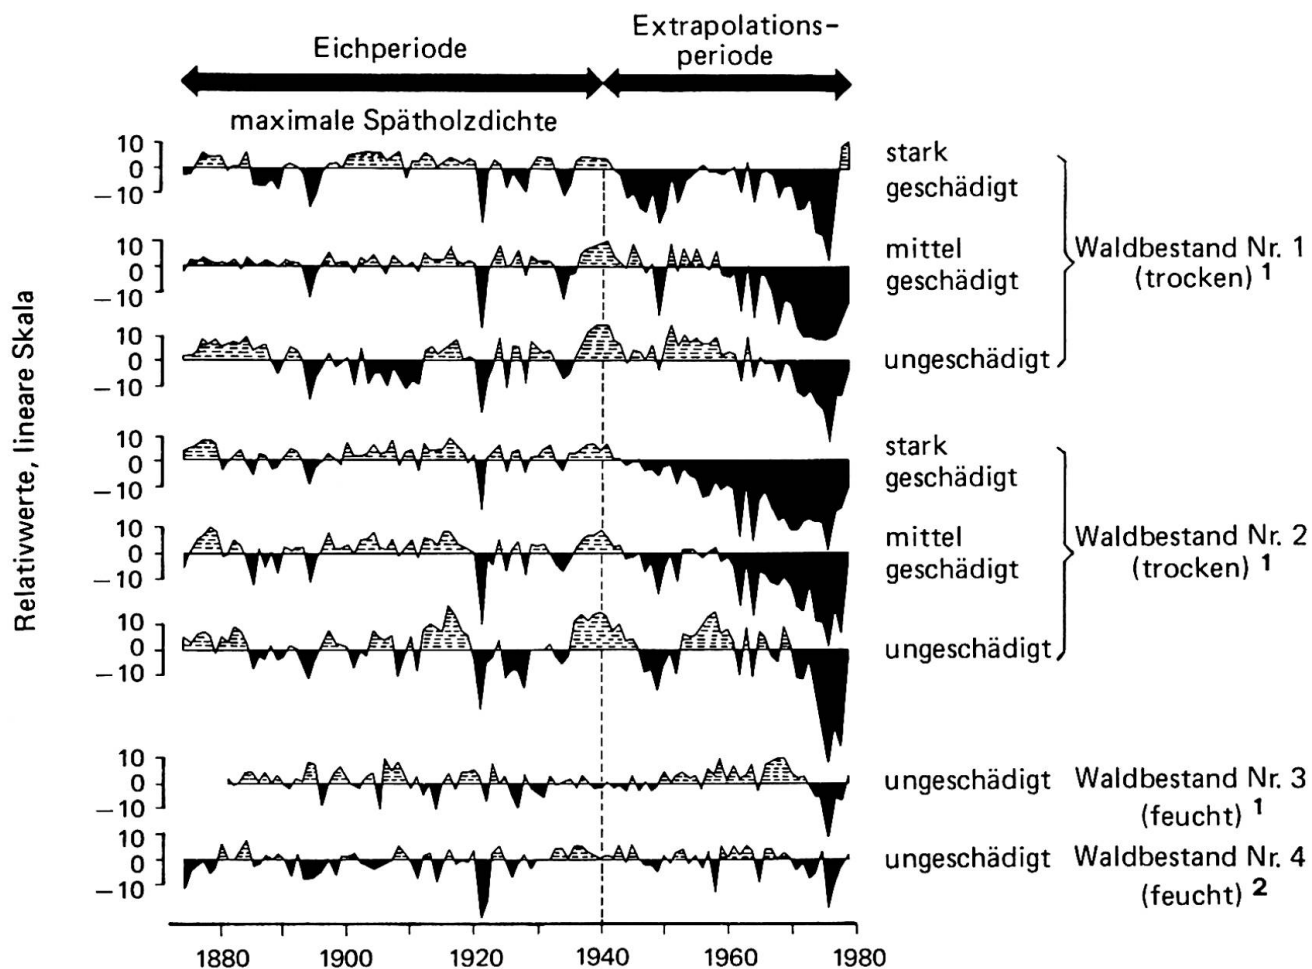 Eichperiode
Extrapolations-
periode
maximale Spätholzdichte
Relativwerte, lineare Skala
10
0
−10
stark
geschädigt
10
0
−10
mittel
geschädigt
Waldbestand Nr. 1
(trocken) 1
10
0
−10
ungeschädigt
10
0
−10
stark
geschädigt
10
0
−10
mittel
geschädigt
Waldbestand Nr. 2
(trocken) 1
10
0
−10
ungeschädigt
10
0
−10
ungeschädigt Waldbestand Nr. 3
(feucht) 1
10
0
−10
ungeschädigt Waldbestand Nr. 4
(feucht) 2
1880 1900 1920 1940 1960 1980